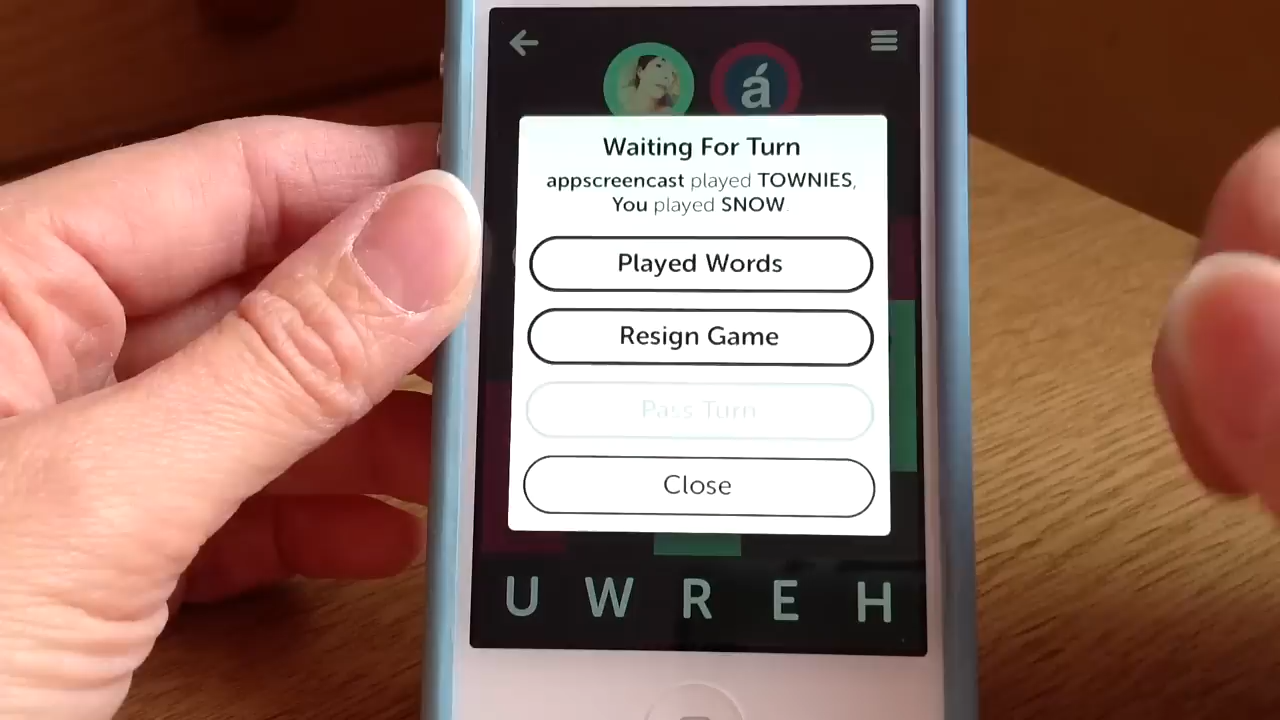 á
Waiting For Turn
appscreencast played TOWNIES,
You played SNOW.
Played Words
Resign Game
Pass Turn
Close
U W R E H